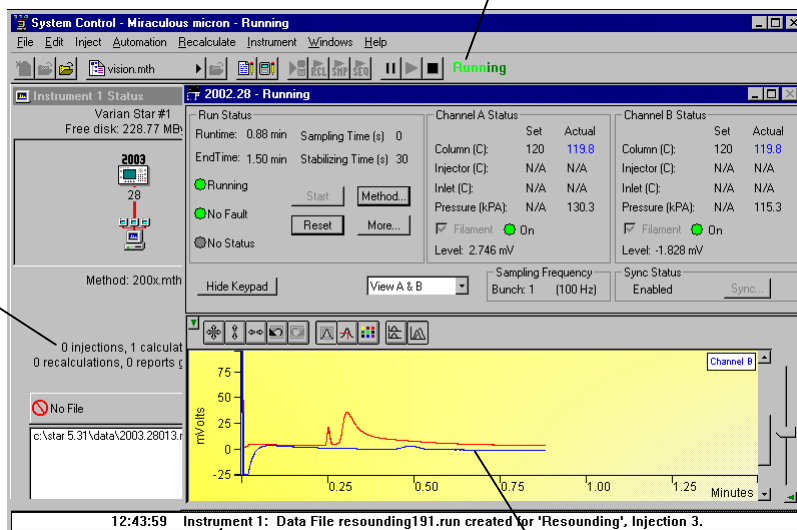 System Control - Miraculous micron - Running
File Edit Inject Automation Recalculate Instrument Windows Help
vision.mth RCL SMP SEQ Running
Instrument 1 Status
Varian Star #1
Free disk: 228.77 MB
2003
28
Method: 200x.mth
0 injections, 1 calculat
0 recalculations, 0 reports g
No File
c:\star 5.31\data\2003.28013.r
2002.28 - Running
Run Status
Runtime: 0.88 min Sampling Time (s) 0
EndTime: 1.50 min Stabilizing Time (s) 30
Running
No Fault
No Status
Start Method...
Reset More...
Channel A Status
Set Actual
Column (C): 120 119.8
Injector (C): N/A N/A
Inlet (C): N/A N/A
Pressure (kPA): N/A 130.3
Filament On
Level: 2.746 mV
Channel B Status
Set Actual
Column (C): 120 119.8
Injector (C): N/A N/A
Inlet (C): N/A N/A
Pressure (kPA): N/A 115.3
Filament On
Level: -1.828 mV
Hide Keypad View A & B
Sampling Frequency
Bunch: 1 (100 Hz)
Sync Status
Enabled Sync...
Channel B
mVolts
75
50
25
0
-25
0.25 0.50 0.75 1.00 1.25
Minutes
12:43:59 Instrument 1: Data File resounding191.run created for 'Resounding', Injection 3.